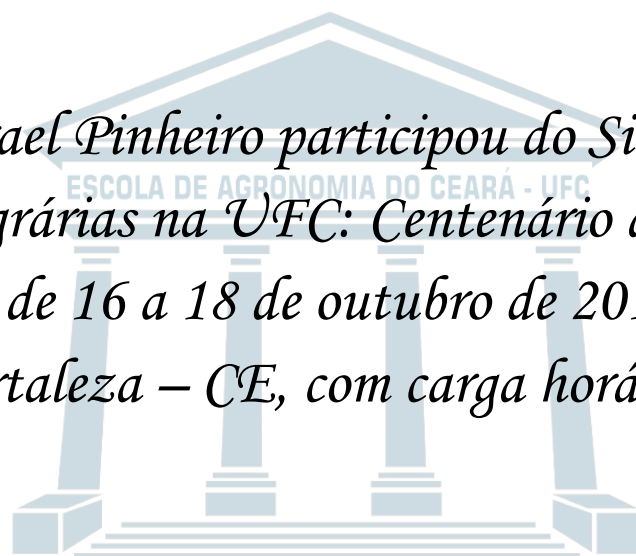 ael Pinheiro participou do Si
ESCOLA DE AGRONOMIA DO CEARÁ - UFC
grárias na UFC: Centenário
de 16 a 18 de outubro de 201
rtaleza – CE, com carga horá